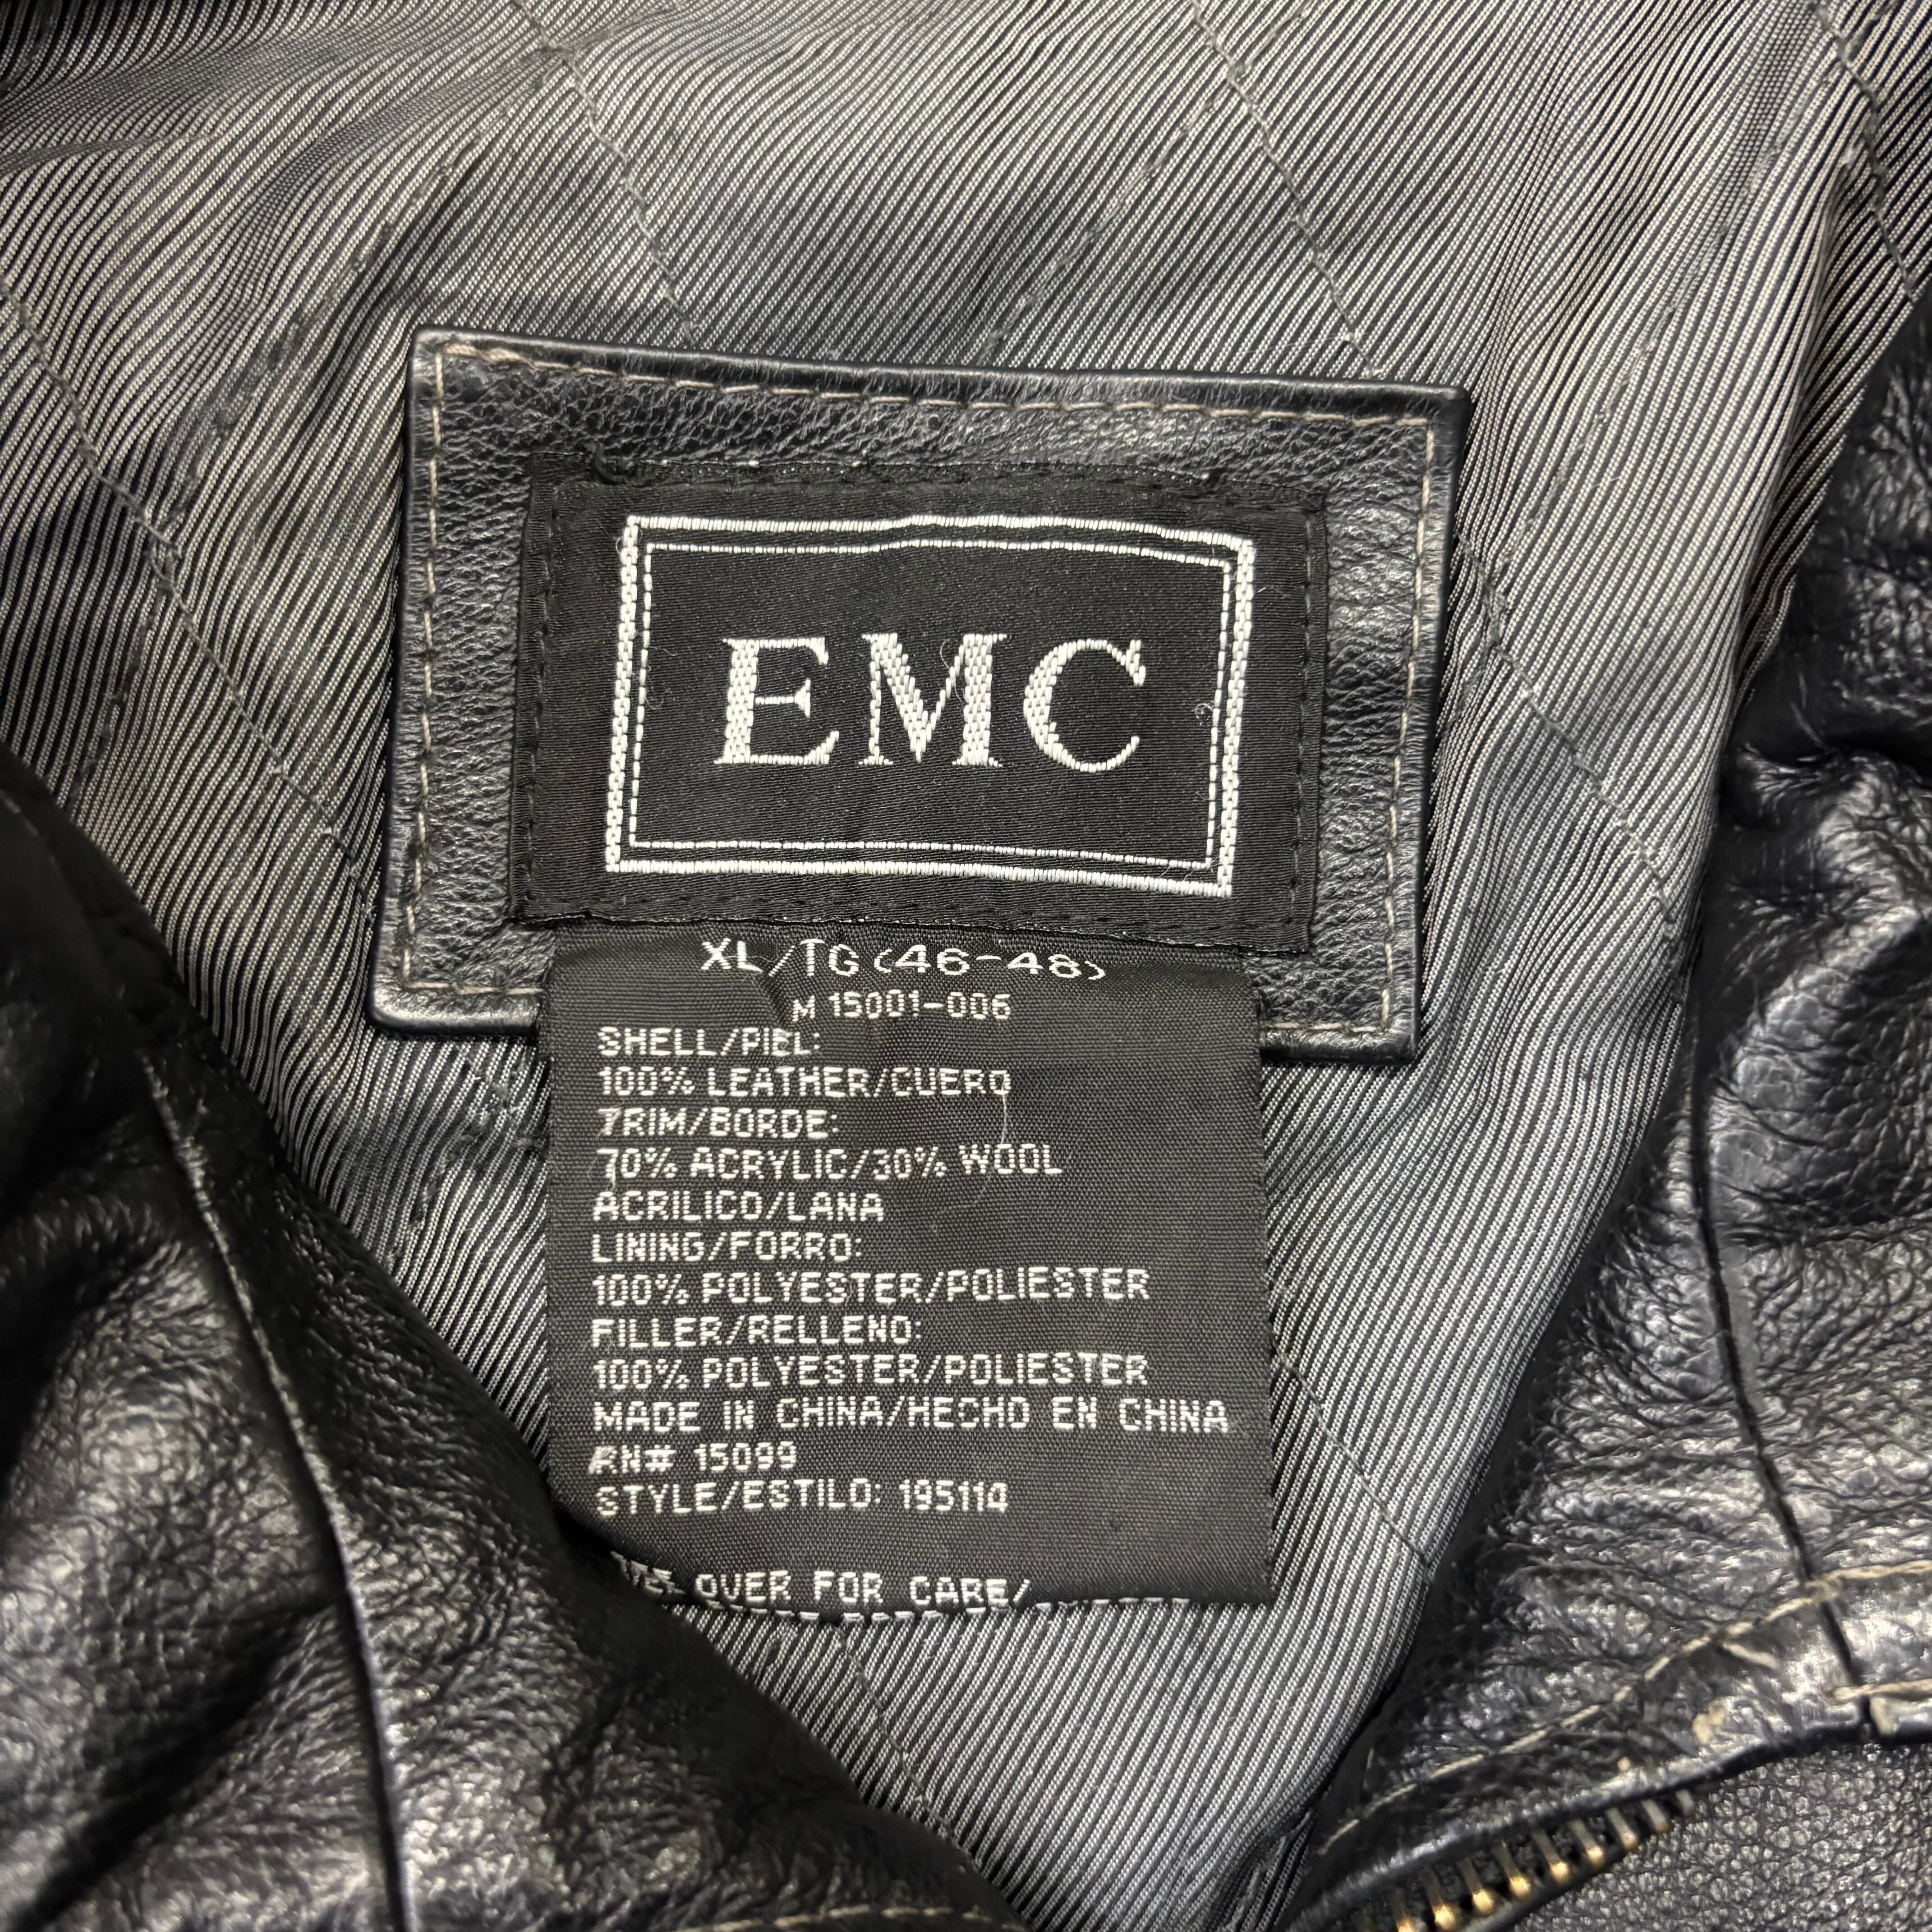 EMC
XL/TG (46-48)
M 15001-006
SHELL/PIEL:
100% LEATHER/CUERO
TRIM/BORDE:
70% ACRYLIC/30% WOOL
ACRILICO/LANA
LINING/FORRO:
100% POLYESTER/POLIESTER
FILLER/RELLENO:
100% POLYESTER/POLIESTER
MADE IN CHINA/HECHO EN CHINA
RN# 15099
STYLE/ESTILO: 195114
OVER FOR CARE/